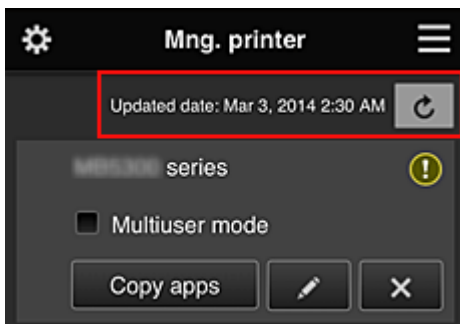 Mng. printer
Updated date: Mar 3, 2014 2:30 AM
series
Multiuser mode
Copy apps